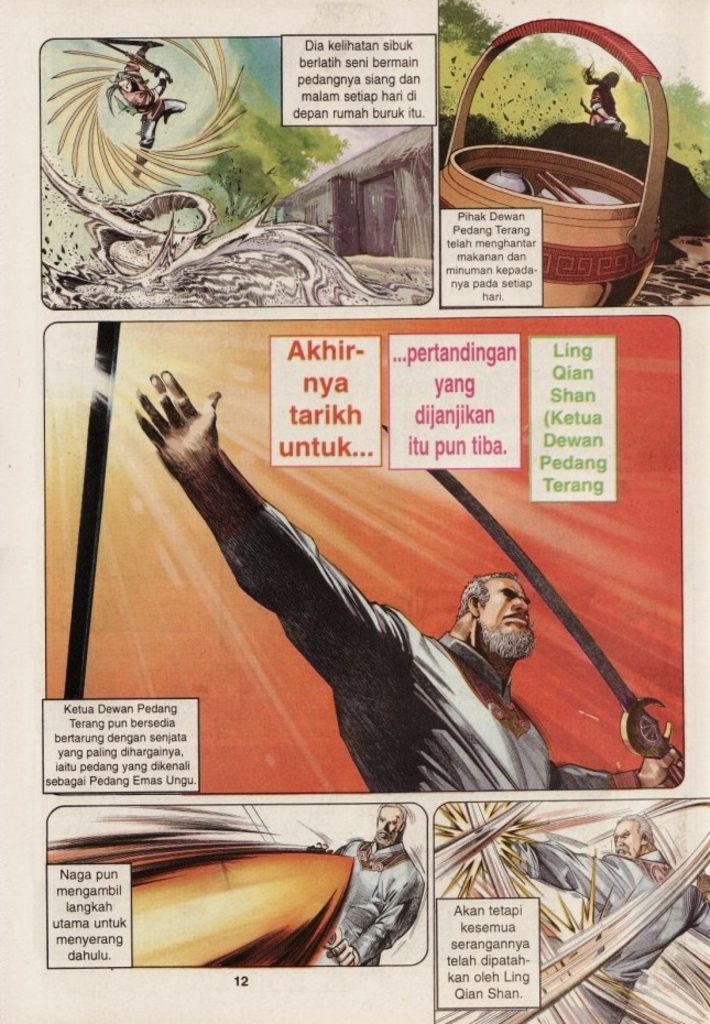 Dia kelihatan sibuk
berlatih seni bermain
pedangnya siang dan
malam setiap hari di
depan rumah buruk itu.
Pihak Dewan
Pedang Terang
telah menghantar
makanan dan
minuman kepada-
nya pada setiap
hari.
Akhir-
nya
tarikh
untuk...
...pertandingan
yang
dijanjikan
itu pun tiba.
Ling
Qian
Shan
(Ketua
Dewan
Pedang
Terang
Ketua Dewan Pedang
Terang pun bersedia
bertarung dengan senjata
yang paling dihargainya,
iaitu pedang yang dikenali
sebagai Pedang Emas Ungu.
Naga pun
mengambil
langkah
utama untuk
menyerang
dahulu.
Akan tetapi
kesemua
serangannya
telah dipatah-
kan oleh Ling
Qian Shan.
12